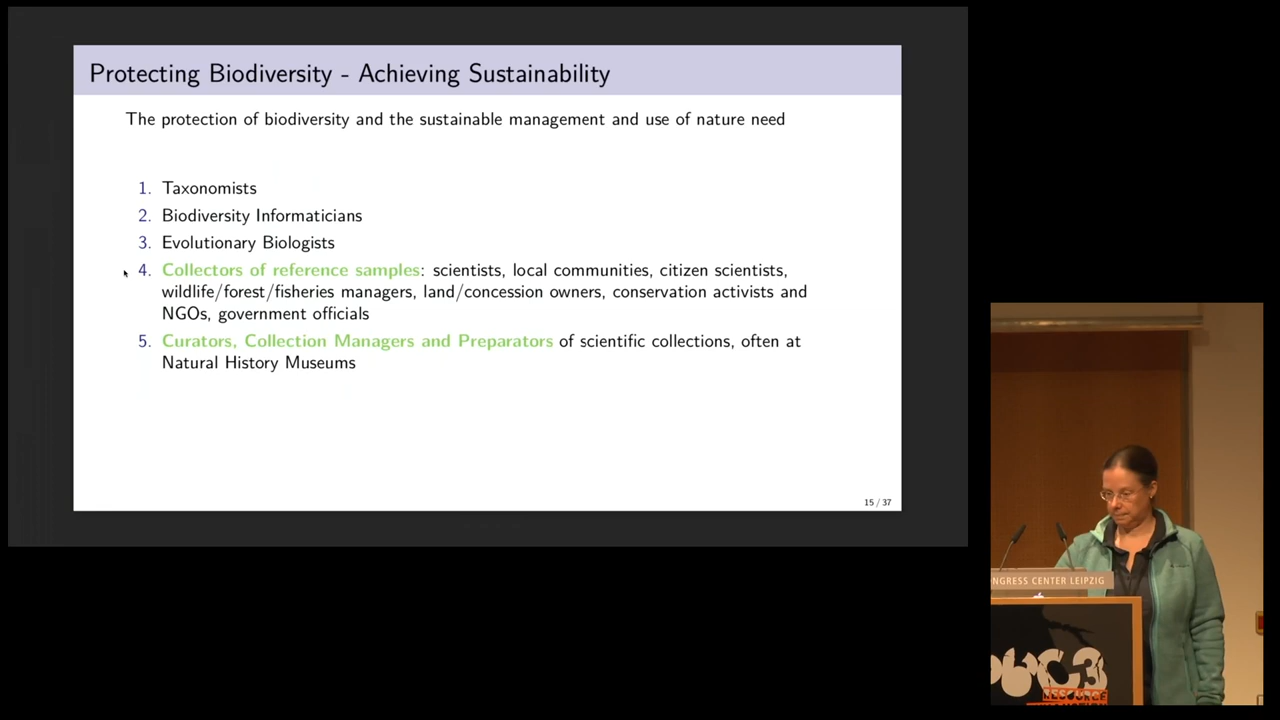 Protecting Biodiversity - Achieving Sustainability
The protection of biodiversity and the sustainable management and use of nature need
1. Taxonomists
2. Biodiversity Informaticians
3. Evolutionary Biologists
4. Collectors of reference samples: scientists, local communities, citizen scientists,
wildlife/forest/fisheries managers, land/concession owners, conservation activists and
NGOs, government officials
5. Curators, Collection Managers and Preparators of scientific collections, often at
Natural History Museums
15 / 37
NGRESS CENTER LEIPZIG